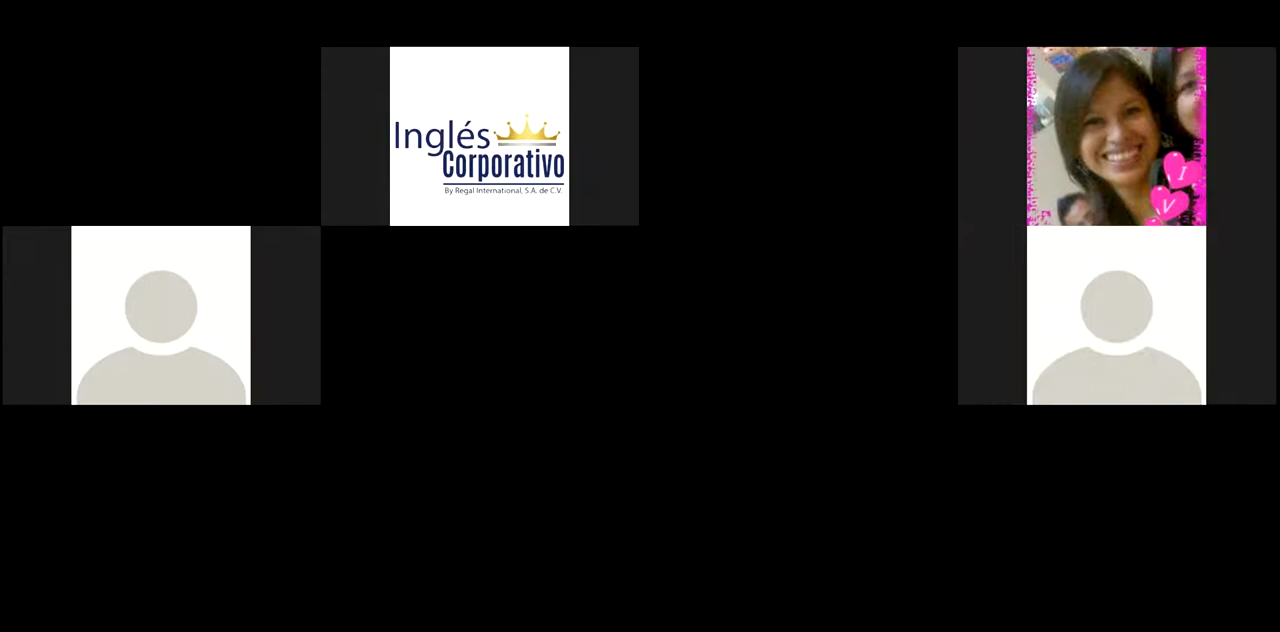 Inglés
Corporativo
By Regal International, S.A. de C.V.
I
V